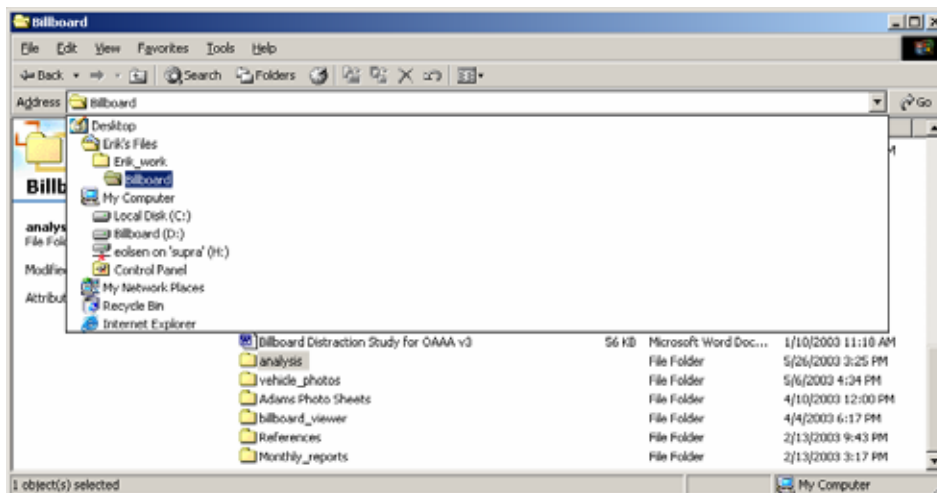 Billboard
File Edit View Favorites Tools Help
Back Search Folders
Address Billboard Go
Desktop
Erik's Files
Erik_work
Billboard
My Computer
Local Disk (C:)
Billboard (D:)
eolsen on 'supra' (H:)
Control Panel
My Network Places
Recycle Bin
Internet Explorer
Billb
analys
File Fol
Modifie
Attribut
M
Billboard Distraction Study for OAAA v3 56 KB Microsoft Word Doc... 1/10/2003 11:18 AM
analysis File Folder 5/26/2003 3:25 PM
vehicle_photos File Folder 5/6/2003 4:34 PM
Adams Photo Sheets File Folder 4/10/2003 12:00 PM
billboard_viewer File Folder 4/4/2003 6:17 PM
References File Folder 2/13/2003 9:43 PM
Monthly_reports File Folder 2/13/2003 3:17 PM
1 object(s) selected My Computer